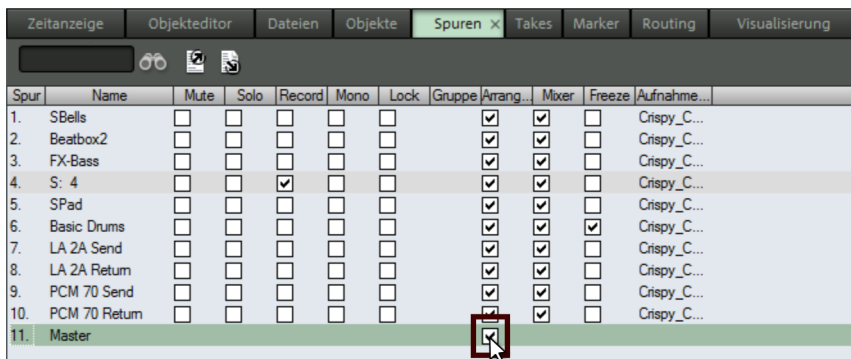 Zeitanzeige Objekteditor Dateien Objekte Spuren × Takes Marker Routing Visualisierung
Spur Name Mute Solo Record Mono Lock Gruppe Arrang... Mixer Freeze Aufnahme...
1. SBells Crispy_C...
2. Beatbox2 Crispy_C...
3. FX-Bass Crispy_C...
4. S: 4 Crispy_C...
5. SPad Crispy_C...
6. Basic Drums Crispy_C...
7. LA 2A Send Crispy_C...
8. LA 2A Return Crispy_C...
9. PCM 70 Send Crispy_C...
10. PCM 70 Return Crispy_C...
11. Master